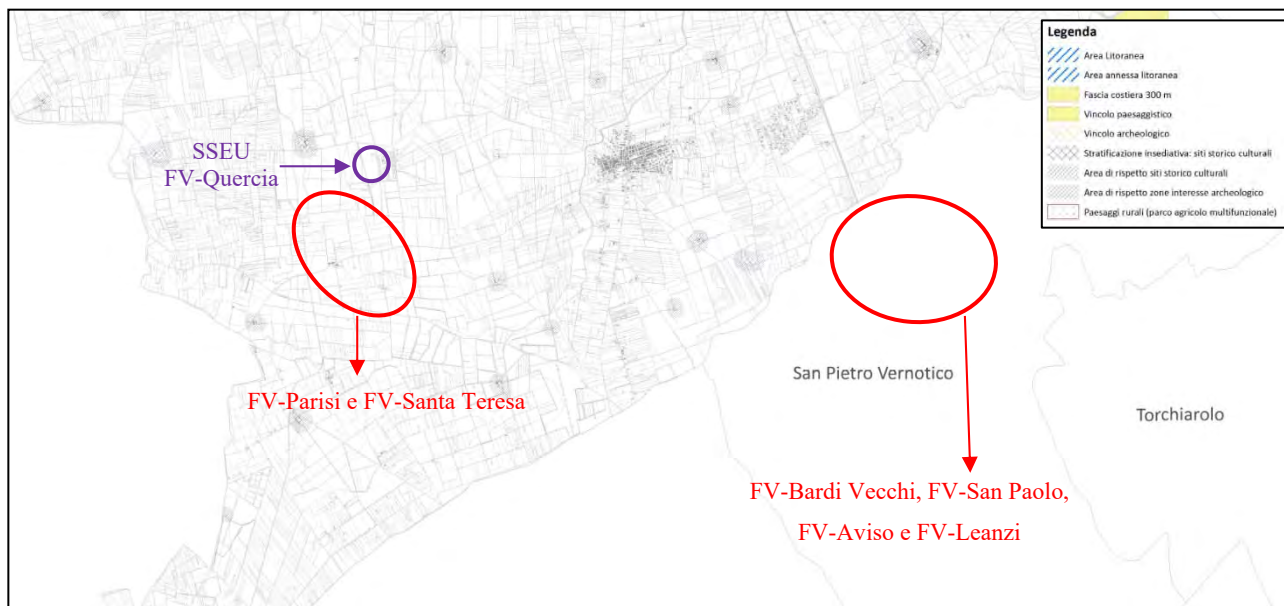 Legenda
Area Litoranea
Area annessa litoranea
Fascia costiera 300 m
Vincolo paesaggistico
Vincolo archeologico
Stratificazione insediativa: siti storico culturali
Area di rispetto siti storico culturali
Area di rispetto zone interesse archeologico
Paesaggi rurali (parco agricolo multifunzionale)
SSEU
FV-Quercia
San Pietro Vernotico
FV-Parisi e FV-Santa Teresa
Torchiarolo
FV-Bardi Vecchi, FV-San Paolo,
FV-Aviso e FV-Leanzi